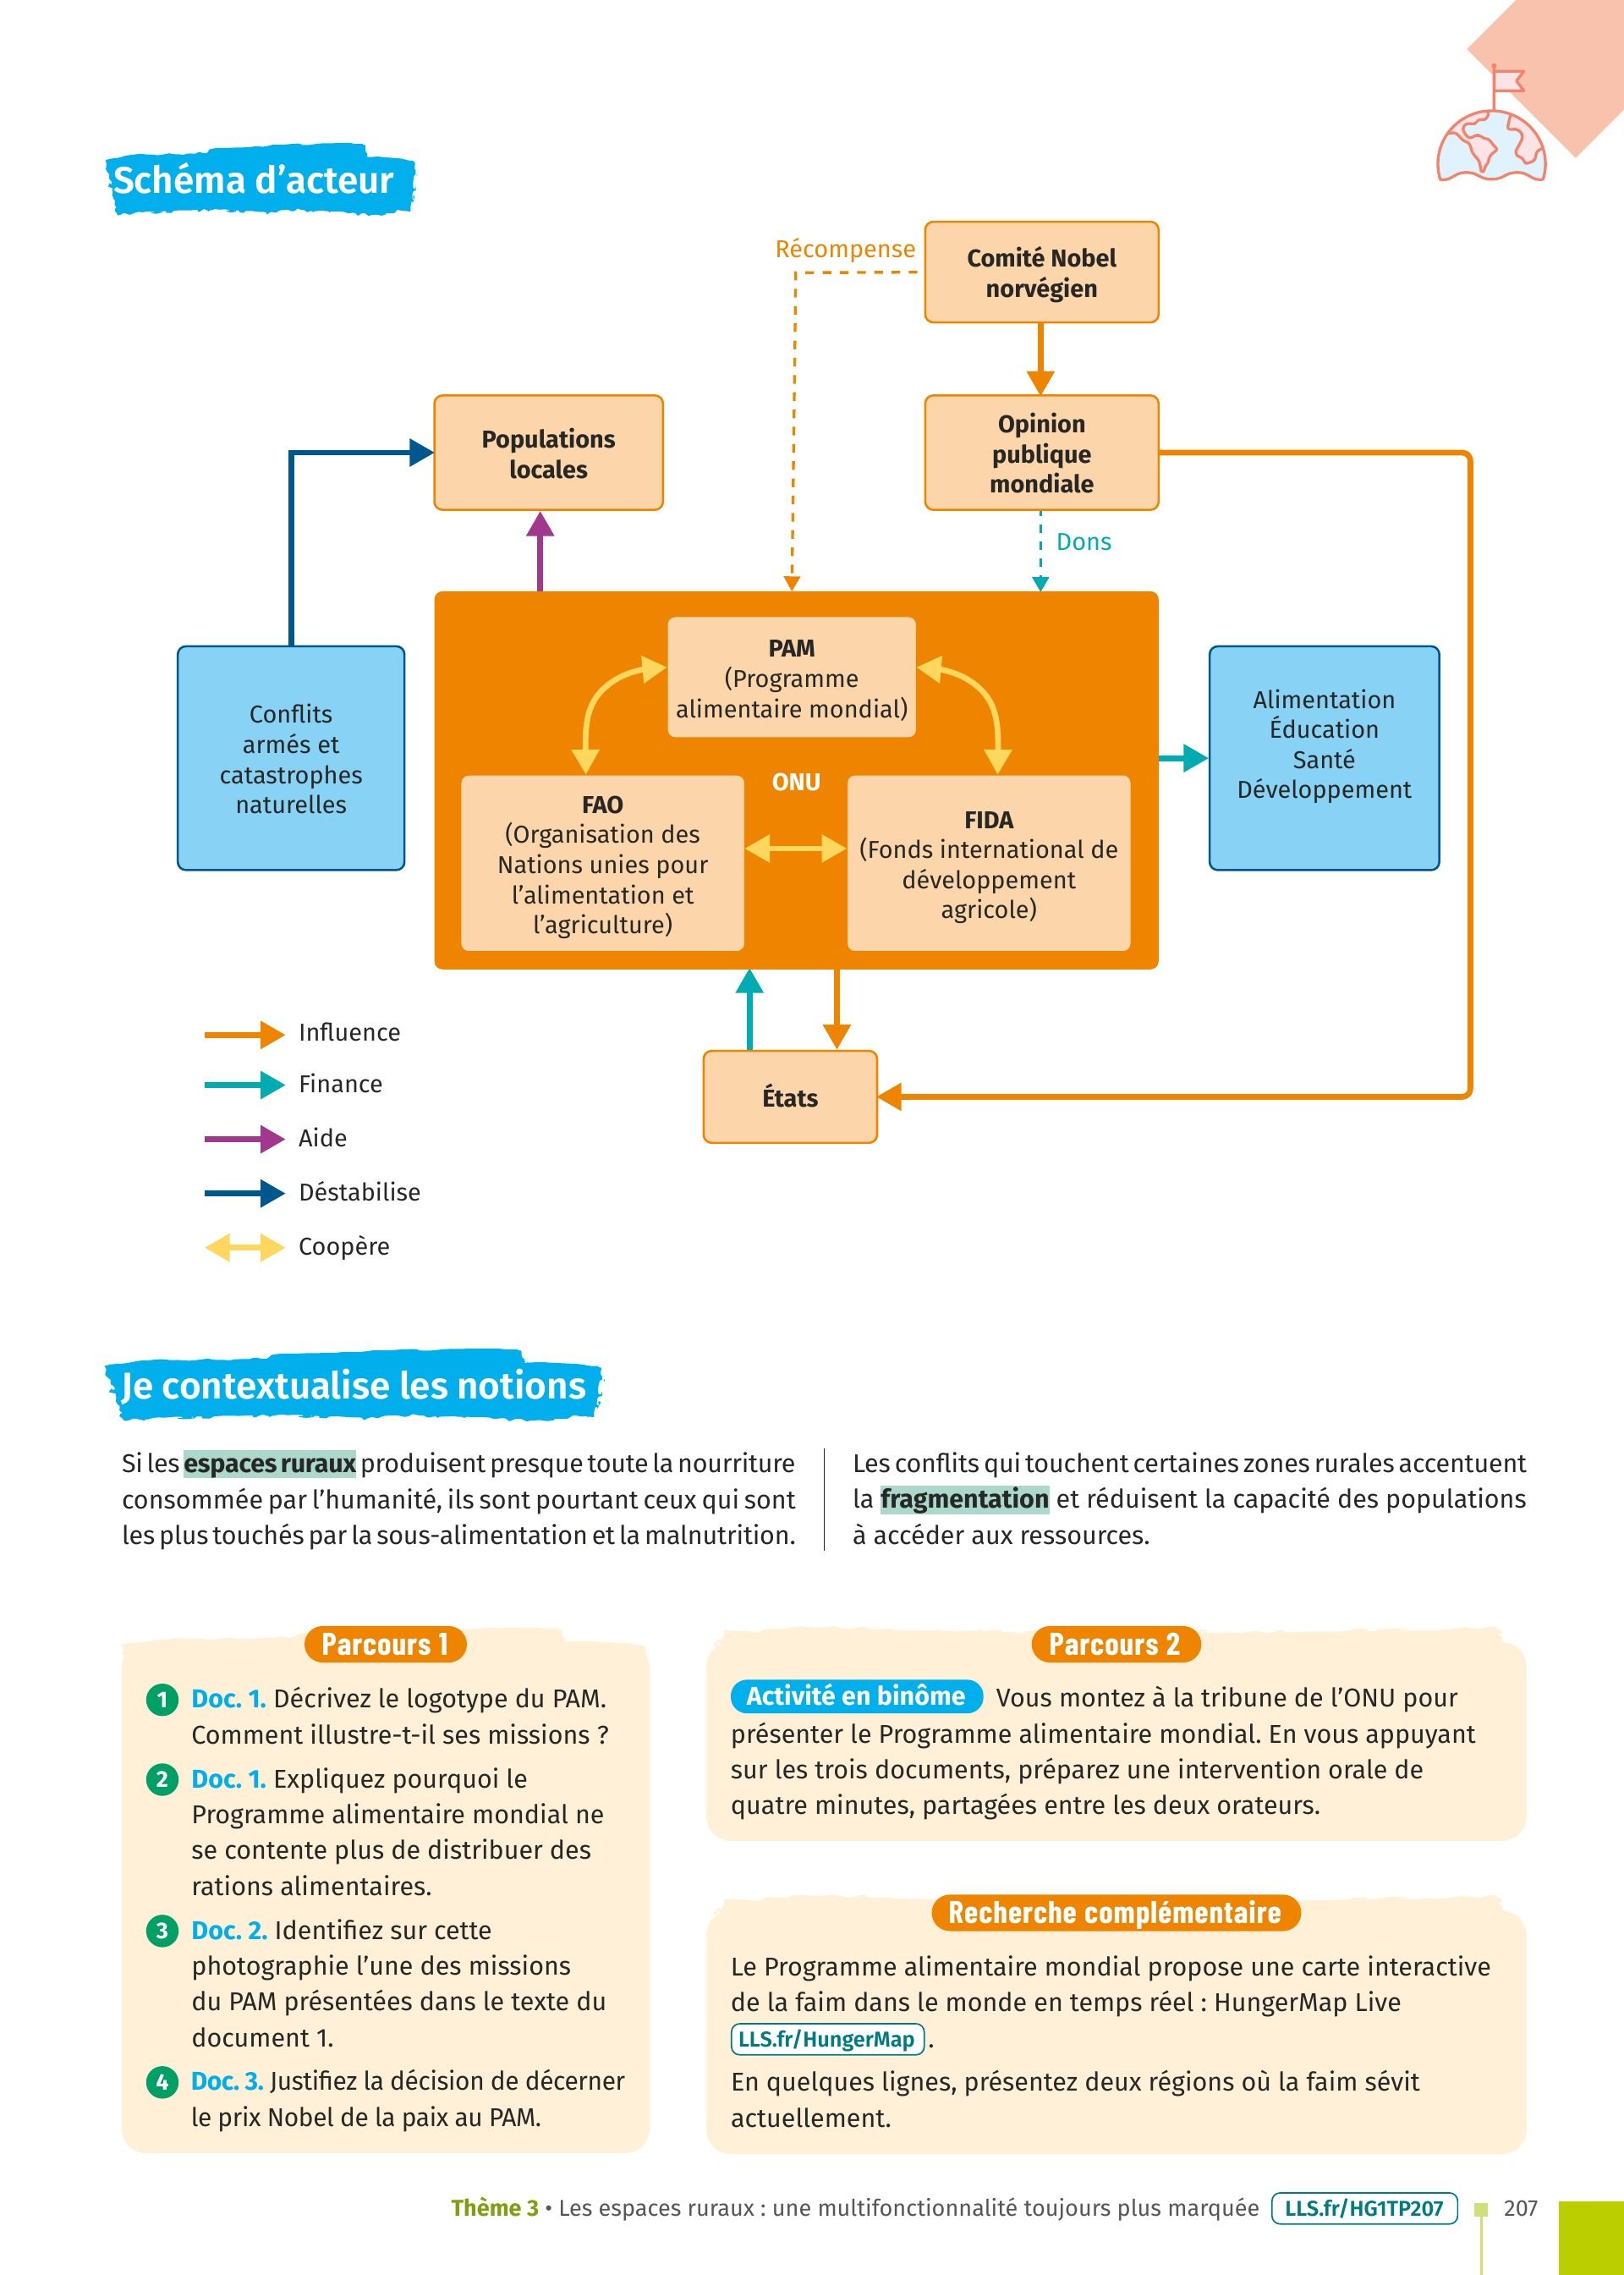 Schéma d'acteur
Récompense
Comité Nobel
norvégien
Populations
locales
Opinion
publique
mondiale
Dons
Conflits
armés et
catastrophes
naturelles
PAM
(Programme
alimentaire mondial)
ONU
FAO
(Organisation des
Nations unies pour
l'alimentation et
l'agriculture)
FIDA
(Fonds international de
développement
agricole)
Alimentation
Éducation
Santé
Développement
États
Influence
Finance
Aide
Déstabilise
Coopère
Je contextualise les notions
Si les espaces ruraux produisent presque toute la nourriture
consommée par l'humanité, ils sont pourtant ceux qui sont
les plus touchés par la sous-alimentation et la malnutrition.
Les conflits qui touchent certaines zones rurales accentuent
la fragmentation et réduisent la capacité des populations
à accéder aux ressources.
Parcours 1
1 Doc. 1. Décrivez le logotype du PAM.
Comment illustre-t-il ses missions ?
2 Doc. 1. Expliquez pourquoi le
Programme alimentaire mondial ne
se contente plus de distribuer des
rations alimentaires.
3 Doc. 2. Identifiez sur cette
photographie l'une des missions
du PAM présentées dans le texte du
document 1.
4 Doc. 3. Justifiez la décision de décerner
le prix Nobel de la paix au PAM.
Parcours 2
Activité en binôme Vous montez à la tribune de l'ONU pour
présenter le Programme alimentaire mondial. En vous appuyant
sur les trois documents, préparez une intervention orale de
quatre minutes, partagées entre les deux orateurs.
Recherche complémentaire
Le Programme alimentaire mondial propose une carte interactive
de la faim dans le monde en temps réel : HungerMap Live
LLS.fr/HungerMap .
En quelques lignes, présentez deux régions où la faim sévit
actuellement.
Thème 3 • Les espaces ruraux : une multifonctionnalité toujours plus marquée LLS.fr/HG1TP207 207